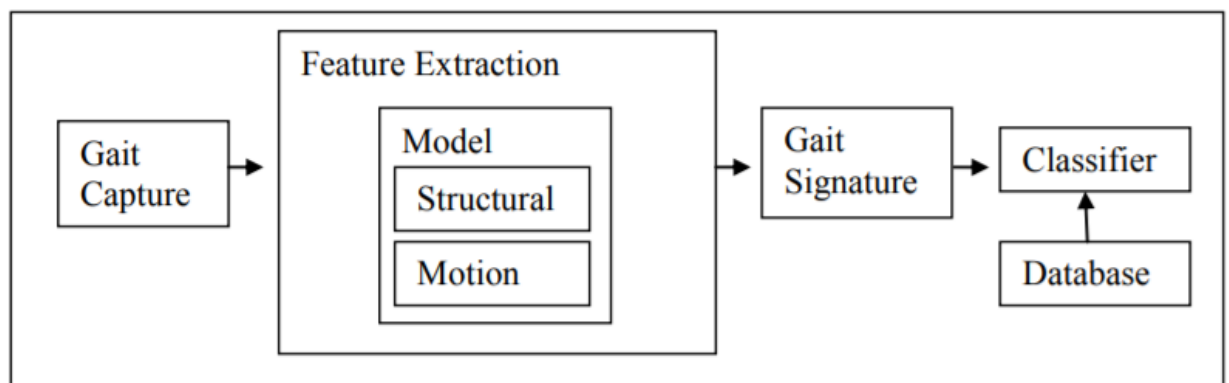 Feature Extraction
Gait
Capture
Model
Structural
Motion
Gait
Signature
Classifier
Database